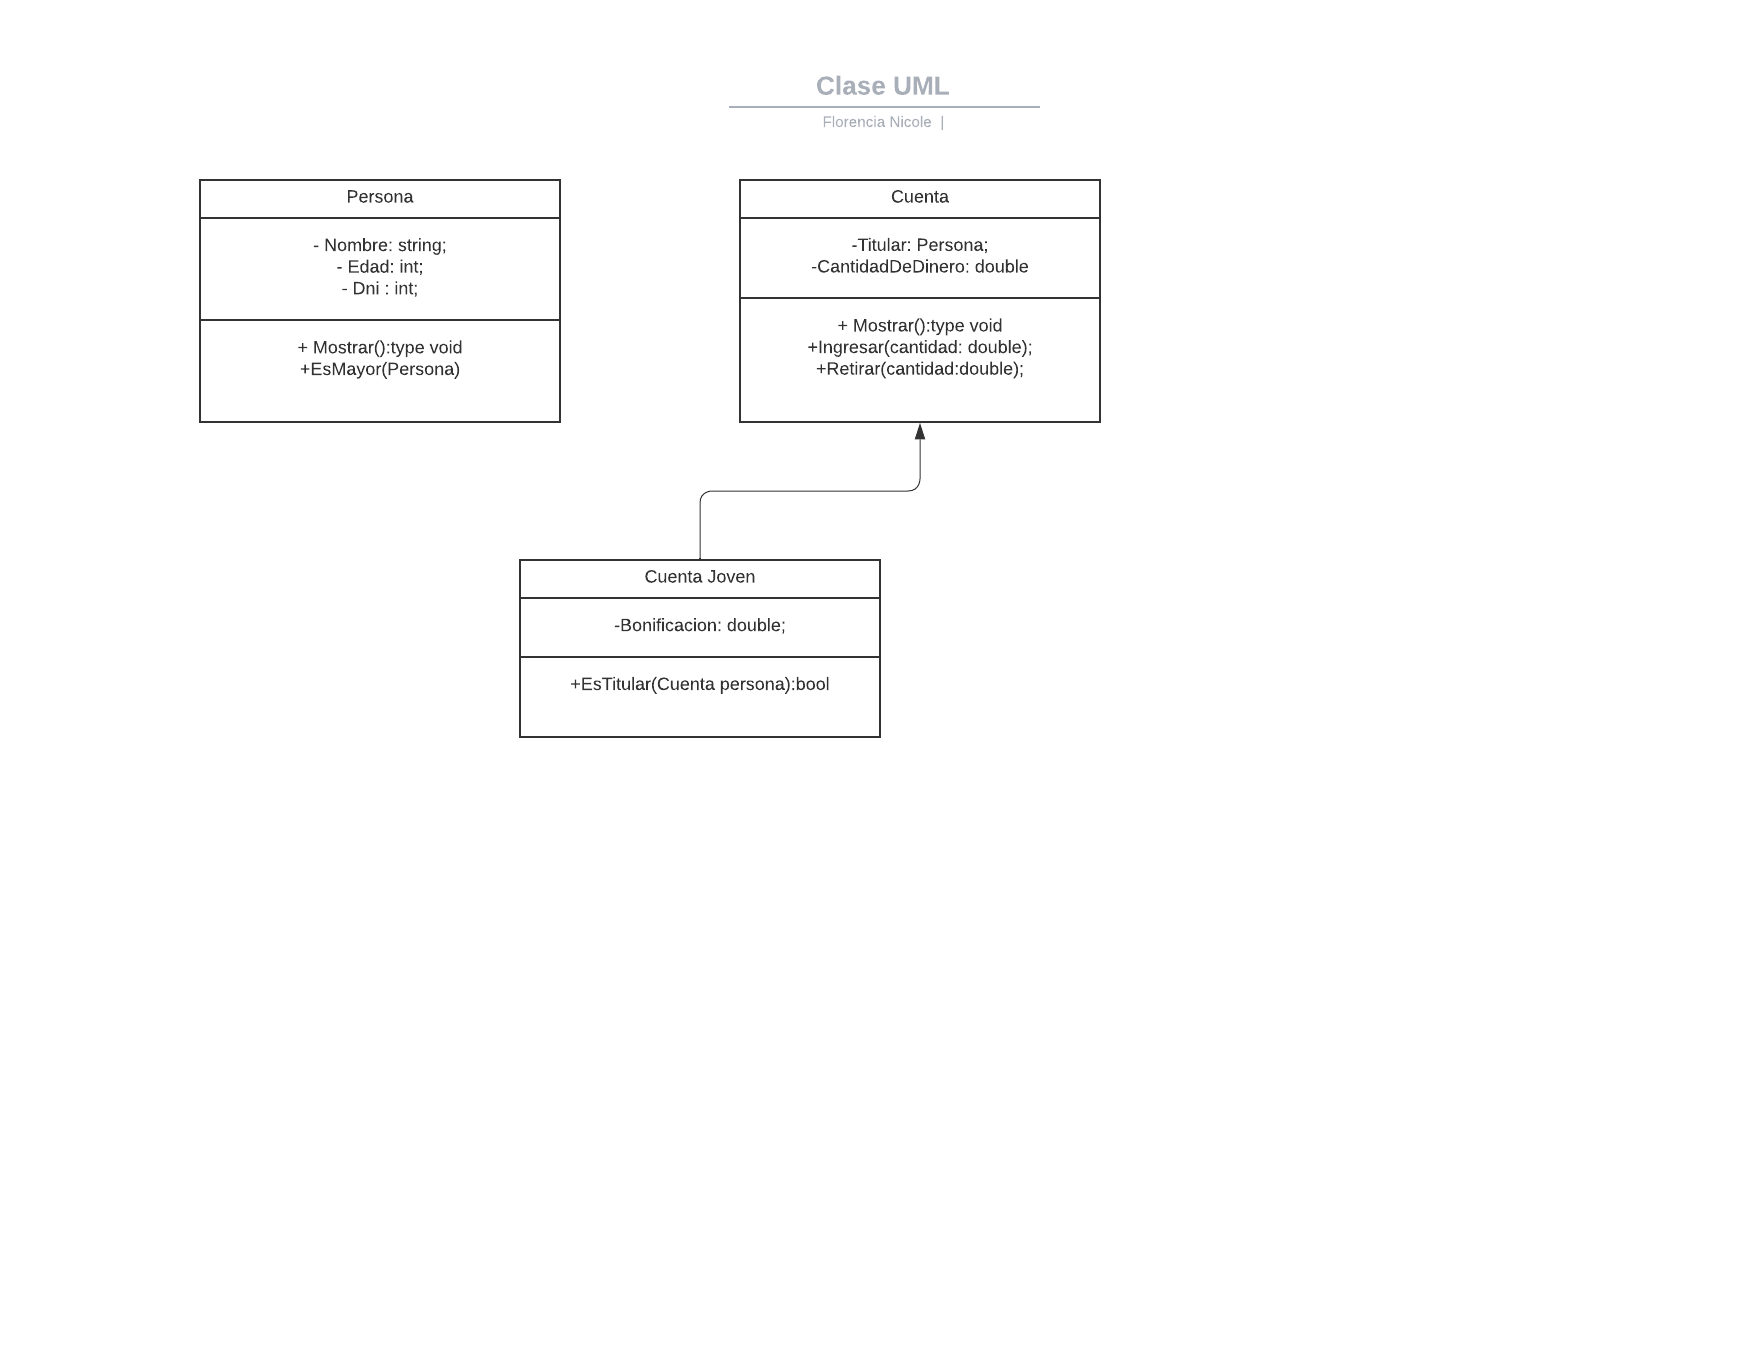 Clase UML
Florencia Nicole |
Persona
- Nombre: string;
- Edad: int;
- Dni : int;
+ Mostrar():type void
+EsMayor(Persona)
Cuenta
-Titular: Persona;
-CantidadDeDinero: double
+ Mostrar():type void
+Ingresar(cantidad: double);
+Retirar(cantidad:double);
Cuenta Joven
-Bonificacion: double;
+EsTitular(Cuenta persona):bool